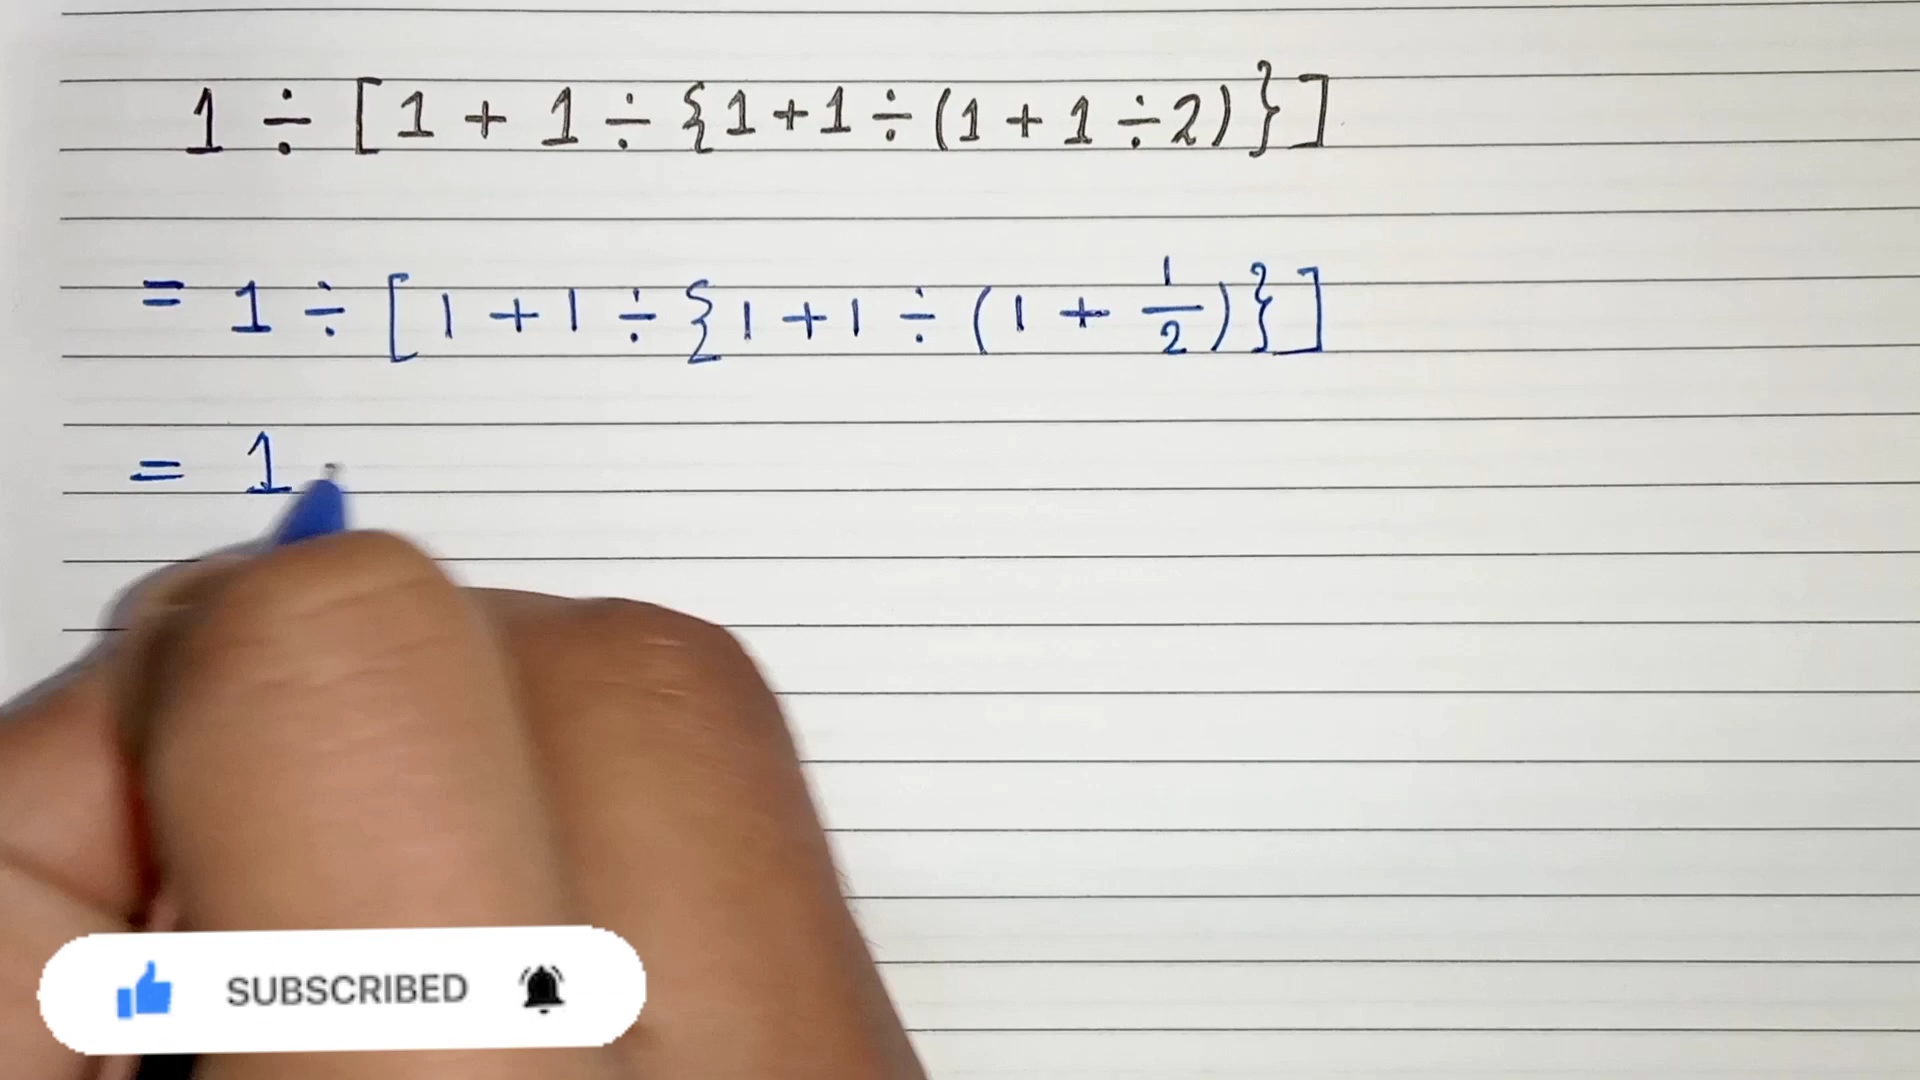 1 ÷ [ 1 + 1 ÷ {1+1 ÷ (1 + 1 ÷ 2)} ]
= 1 ÷ [ 1 + 1 ÷ { 1 + 1 ÷ ( 1 + 1/2 )} ]
= 1
SUBSCRIBED